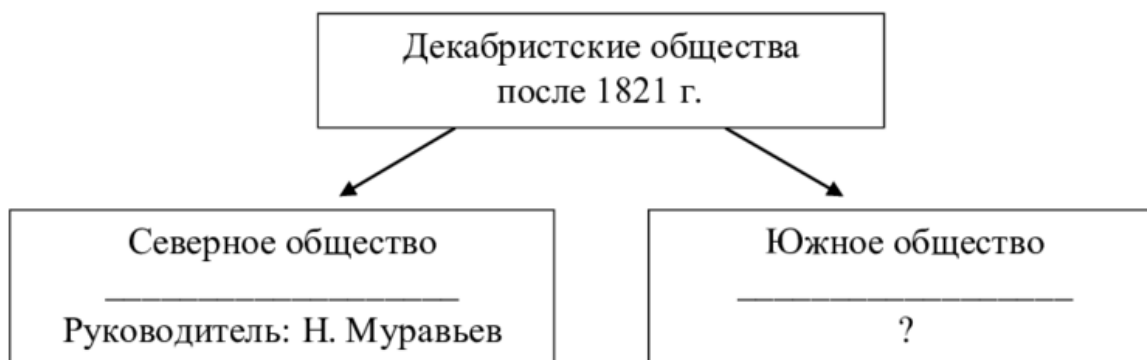 Декабристские общества
после 1821 г.
Северное общество
Руководитель: Н. Муравьев
Южное общество
?